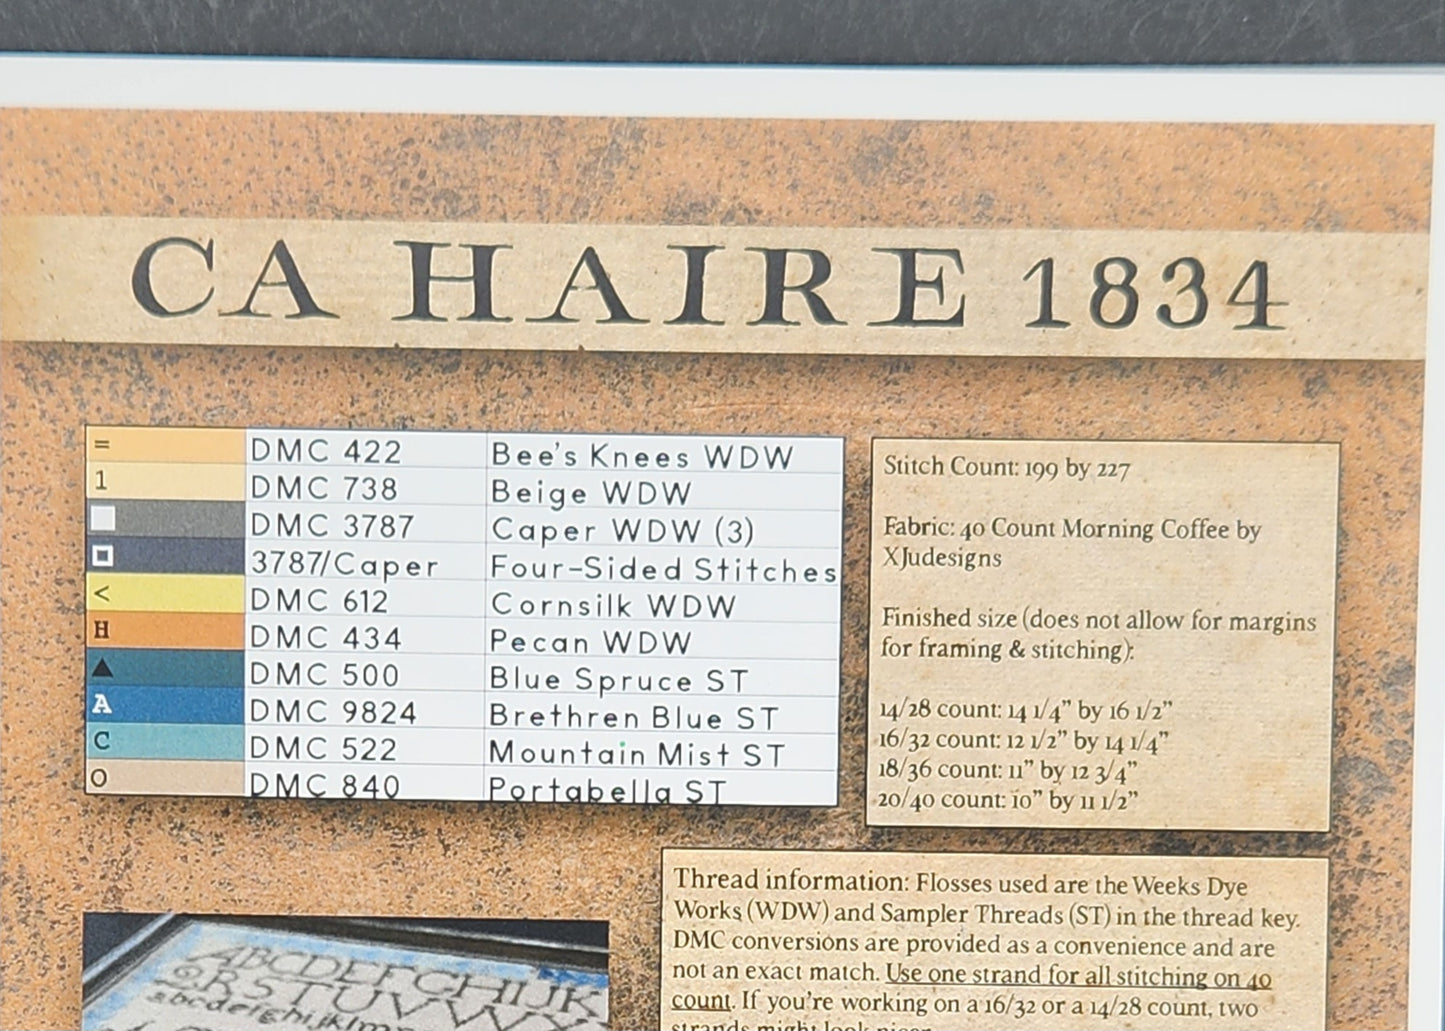 CA HAIRE 1834
= DMC 422 Bee's Knees WDW
1 DMC 738 Beige WDW
DMC 3787 Caper WDW (3)
3787/Caper Four-Sided Stitches
< DMC 612 Cornsilk WDW
H DMC 434 Pecan WDW
▲ DMC 500 Blue Spruce ST
A DMC 9824 Brethren Blue ST
C DMC 522 Mountain Mist ST
O DMC 840 Portabella ST
Stitch Count: 199 by 227
Fabric: 40 Count Morning Coffee by
XJudesigns
Finished size (does not allow for margins
for framing & stitching):
14/28 count: 14 1/4" by 16 1/2"
16/32 count: 12 1/2" by 14 1/4"
18/36 count: 11" by 12 3/4"
20/40 count: 10" by 11 1/2"
Thread information: Flosses used are the Weeks Dye
Works (WDW) and Sampler Threads (ST) in the thread key.
DMC conversions are provided as a convenience and are
not an exact match. Use one strand for all stitching on 40
count. If you're working on a 16/32 or a 14/28 count, two
strands might look nicer.
ABCDEFGHIJK
RSTUVWX
abcdefghijklm